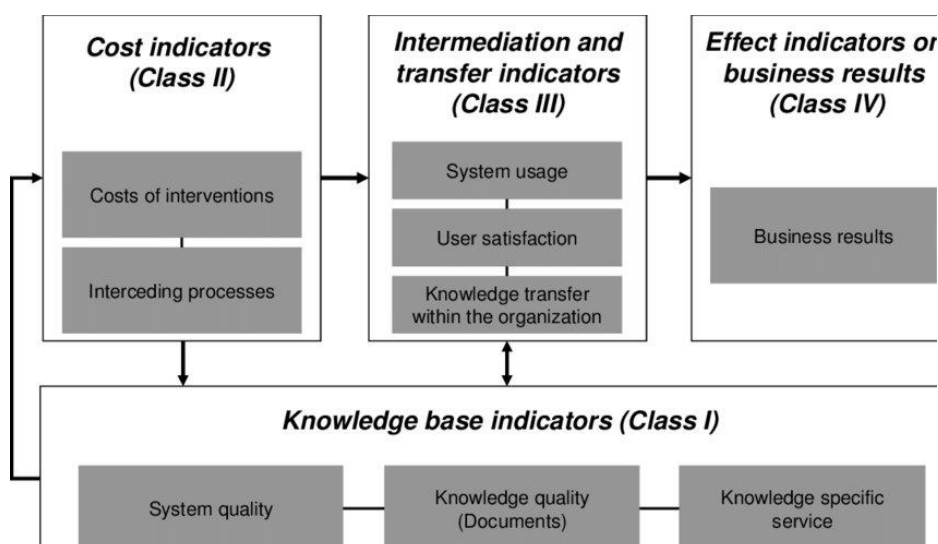 Cost indicators
(Class II)
Costs of interventions
Interceding processes
Intermediation and
transfer indicators
(Class III)
System usage
User satisfaction
Knowledge transfer
within the organization
Effect indicators on
business results
(Class IV)
Business results
Knowledge base indicators (Class I)
System quality
Knowledge quality
(Documents)
Knowledge specific
service